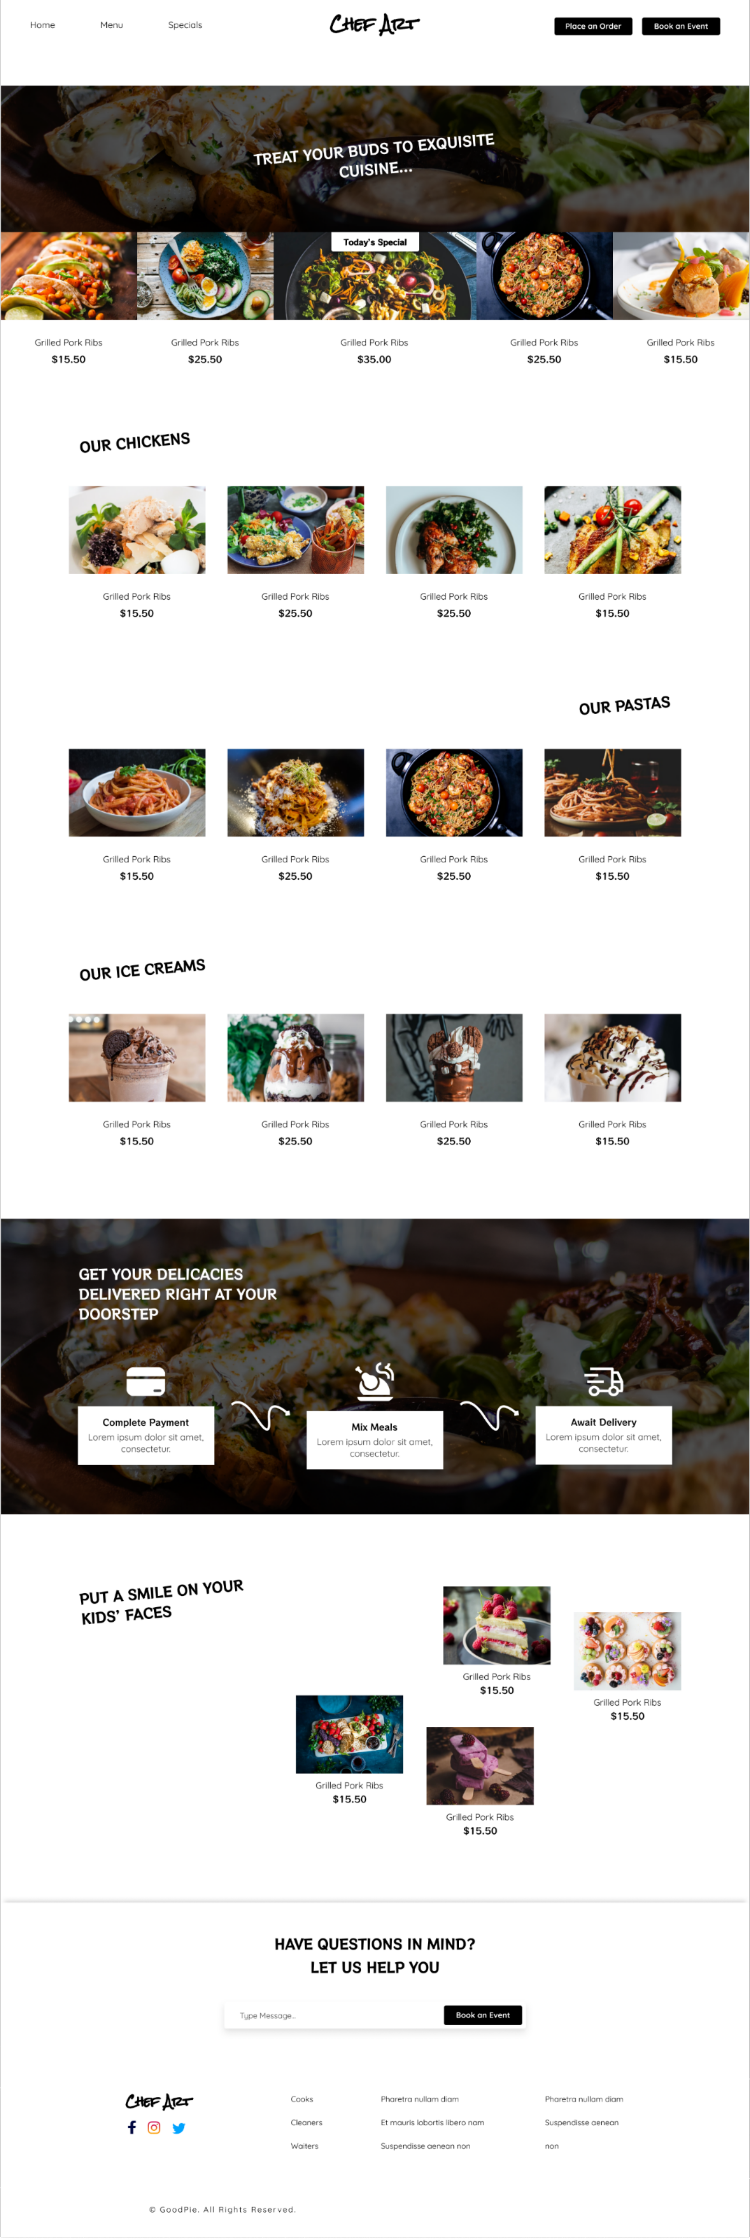 Home
Menu
Specials
CHEF ART
Place an Order
Book an Event
TREAT YOUR BUDS TO EXQUISITE
CUISINE...
Today's Special
Grilled Pork Ribs
$15.50
Grilled Pork Ribs
$25.50
Grilled Pork Ribs
$35.00
Grilled Pork Ribs
$25.50
Grilled Pork Ribs
$15.50
OUR CHICKENS
Grilled Pork Ribs
$15.50
Grilled Pork Ribs
$25.50
Grilled Pork Ribs
$25.50
Grilled Pork Ribs
$15.50
OUR PASTAS
Grilled Pork Ribs
$15.50
Grilled Pork Ribs
$25.50
Grilled Pork Ribs
$25.50
Grilled Pork Ribs
$15.50
OUR ICE CREAMS
Grilled Pork Ribs
$15.50
Grilled Pork Ribs
$25.50
Grilled Pork Ribs
$25.50
Grilled Pork Ribs
$15.50
GET YOUR DELICACIES
DELIVERED RIGHT AT YOUR
DOORSTEP
Complete Payment
Lorem ipsum dolor sit amet,
consectetur.
Mix Meals
Lorem ipsum dolor sit amet,
consectetur.
Await Delivery
Lorem ipsum dolor sit amet,
consectetur.
PUT A SMILE ON YOUR
KIDS' FACES
Grilled Pork Ribs
$15.50
Grilled Pork Ribs
$15.50
Grilled Pork Ribs
$15.50
Grilled Pork Ribs
$15.50
HAVE QUESTIONS IN MIND?
LET US HELP YOU
Type Message...
Book an Event
CHEF ART
Cooks
Cleaners
Waiters
Pharetra nullam diam
Et mauris lobortis libero nam
Suspendisse aenean non
Pharetra nullam diam
Suspendisse aenean
non
© GoodPie. All Rights Reserved.